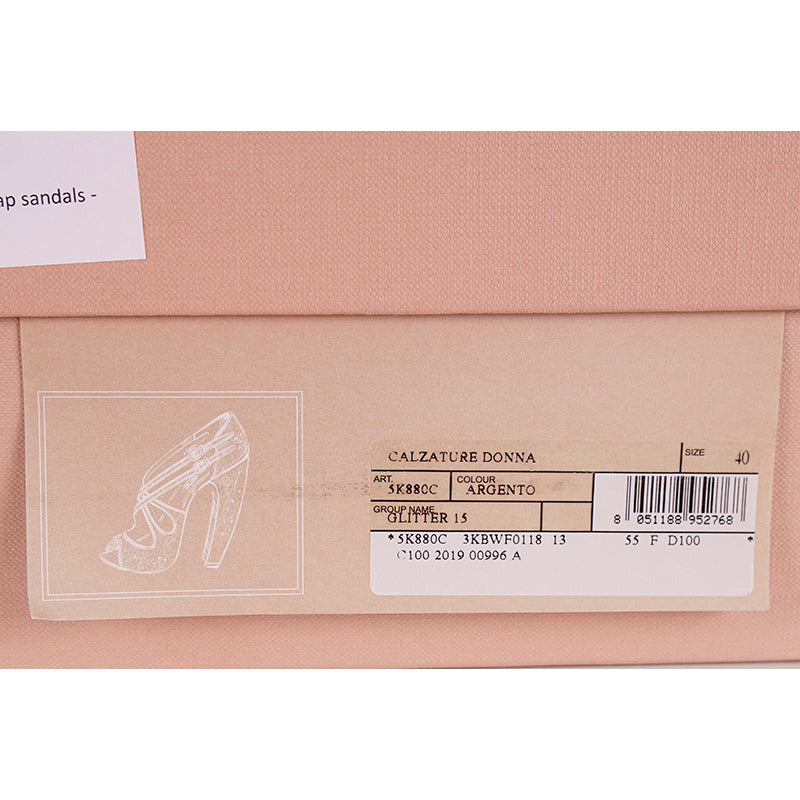 ap sandals -
CALZATURE DONNA
SIZE 40
ART. COLOUR
5K880C ARGENTO
GROUP NAME
GLITTER 15
8 051188 952768
*5K880C 3KBWF0118 13 55 F D100
C100 2019 00996 A